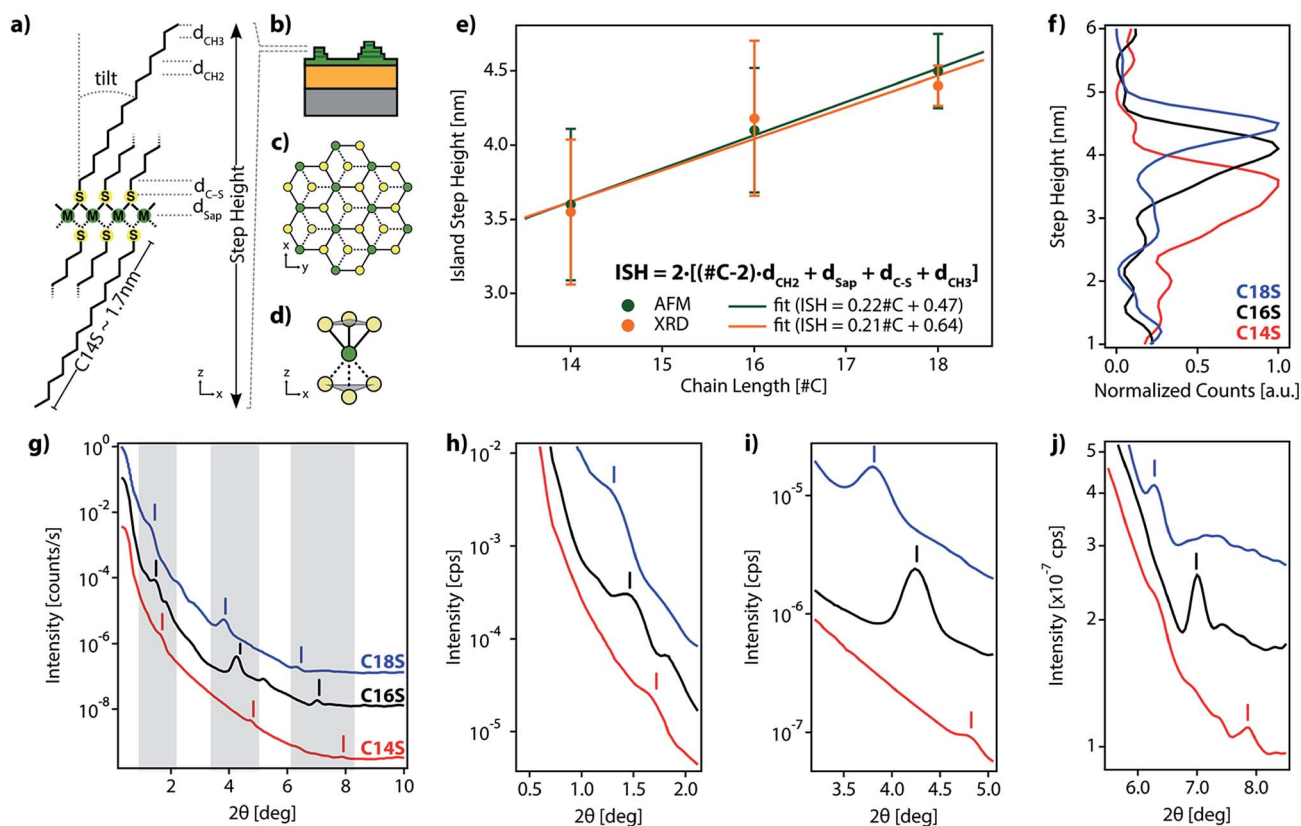 a)
d_CH3
d_CH2
tilt
S S S
d_C–S
M M M M
d_Sap
S S S
C14S ~ 1.7nm
Step Height
z
x
b)
c)
x
y
d)
z
x
e)
Island Step Height [nm]
4.5
4.0
3.5
3.0
ISH = 2·[(#C-2)·d_CH2 + d_Sap + d_C-S + d_CH3]
AFM fit (ISH = 0.22#C + 0.47)
XRD fit (ISH = 0.21#C + 0.64)
14 15 16 17 18
Chain Length [#C]
f)
Step Height [nm]
6
5
4
3
2
1
C18S
C16S
C14S
0.0 0.5 1.0
Normalized Counts [a.u.]
g)
Intensity [counts/s]
10^0
10^-2
10^-4
10^-6
10^-8
C18S
C16S
C14S
2 4 6 8 10
2θ [deg]
h)
Intensity [cps]
10^-2
10^-3
10^-4
10^-5
0.5 1.0 1.5 2.0
2θ [deg]
i)
Intensity [cps]
10^-5
10^-6
10^-7
3.5 4.0 4.5 5.0
2θ [deg]
j)
Intensity [x10^-7 cps]
5
4
3
2
1
6.0 7.0 8.0
2θ [deg]